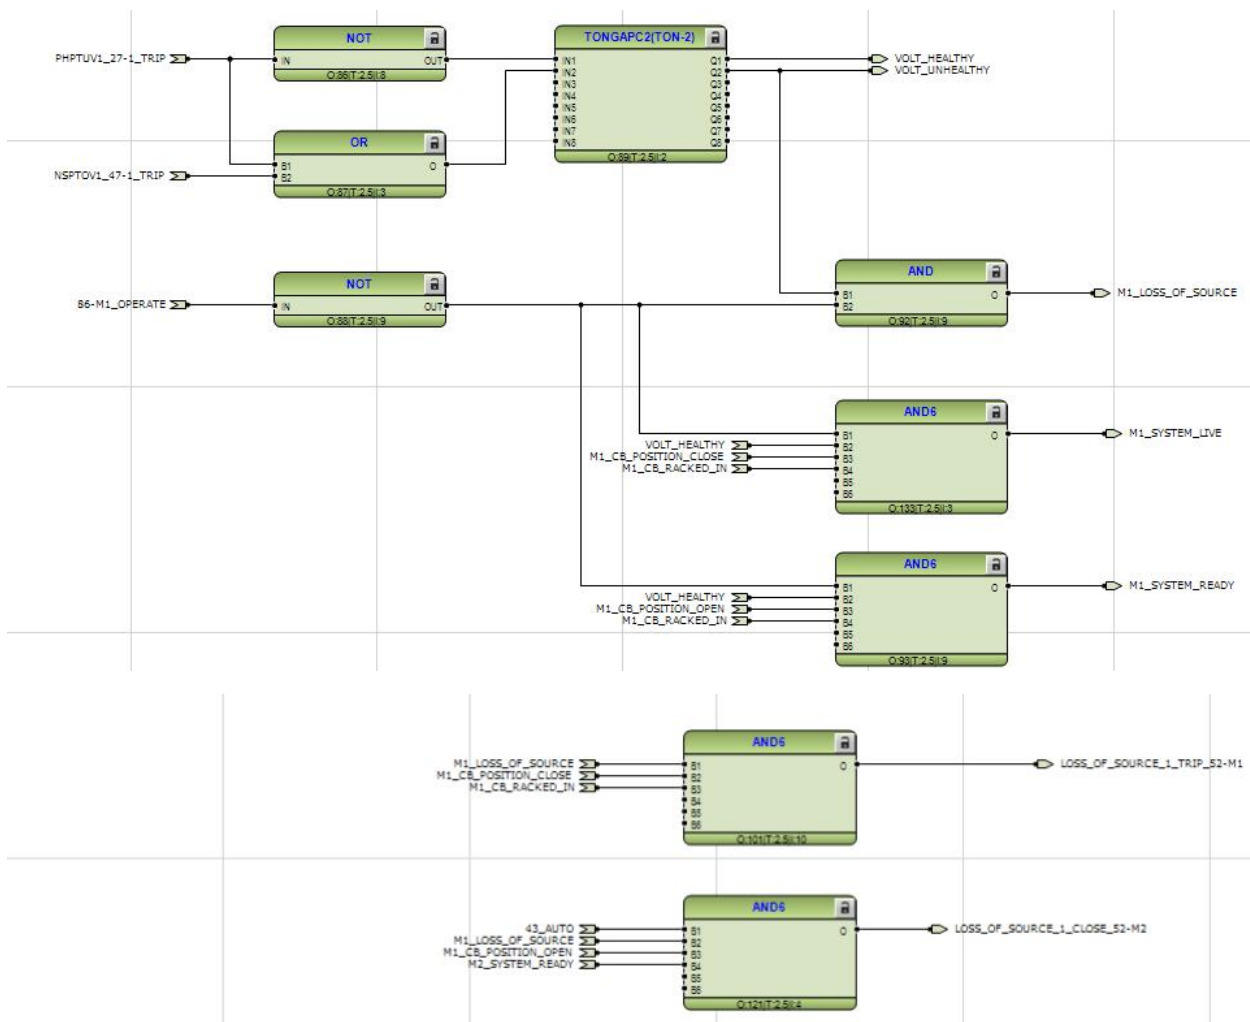 NOT
TONGAPC2(TON-2)
PHPTUV1_27-1_TRIP
IN
OUT
IN1
Q1
VOLT_HEALTHY
IN2
Q2
VOLT_UNHEALTHY
IN3
Q3
O:86|T:2.5|I:8
IN4
Q4
IN5
Q5
IN6
Q6
IN7
Q7
IN8
Q8
OR
O:89|T:2.5|I:2
B1
O
NSPTOV1_47-1_TRIP
B2
O:87|T:2.5|I:3
NOT
AND
86-M1_OPERATE
IN
OUT
B1
O
M1_LOSS_OF_SOURCE
B2
O:88|T:2.5|I:9
O:92|T:2.5|I:9
AND6
B1
O
M1_SYSTEM_LIVE
VOLT_HEALTHY
B2
M1_CB_POSITION_CLOSE
B3
M1_CB_RACKED_IN
B4
B5
B6
O:133|T:2.5|I:3
AND6
B1
O
M1_SYSTEM_READY
VOLT_HEALTHY
B2
M1_CB_POSITION_OPEN
B3
M1_CB_RACKED_IN
B4
B5
B6
O:93|T:2.5|I:9
AND6
M1_LOSS_OF_SOURCE
B1
O
LOSS_OF_SOURCE_1_TRIP_52-M1
M1_CB_POSITION_CLOSE
B2
M1_CB_RACKED_IN
B3
B4
B5
B6
O:101|T:2.5|I:10
AND6
43_AUTO
B1
O
LOSS_OF_SOURCE_1_CLOSE_52-M2
M1_LOSS_OF_SOURCE
B2
M1_CB_POSITION_OPEN
B3
M2_SYSTEM_READY
B4
B5
B6
O:121|T:2.5|I:4